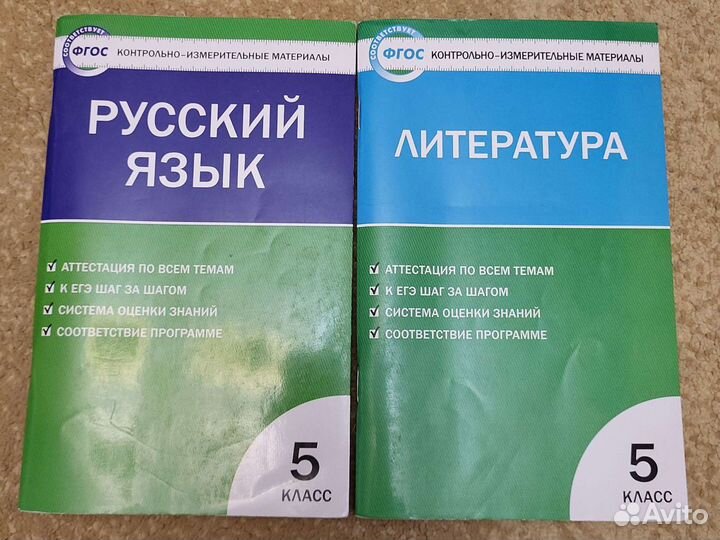 СООТВЕТСТВУЕТ
ФГОС
КОНТРОЛЬНО-ИЗМЕРИТЕЛЬНЫЕ МАТЕРИАЛЫ
РУССКИЙ
ЯЗЫК
АТТЕСТАЦИЯ ПО ВСЕМ ТЕМАМ
К ЕГЭ ШАГ ЗА ШАГОМ
СИСТЕМА ОЦЕНКИ ЗНАНИЙ
СООТВЕТСТВИЕ ПРОГРАММЕ
5
КЛАСС
СООТВЕТСТВУЕТ
ФГОС
КОНТРОЛЬНО-ИЗМЕРИТЕЛЬНЫЕ МАТЕРИАЛЫ
ЛИТЕРАТУРА
АТТЕСТАЦИЯ ПО ВСЕМ ТЕМАМ
К ЕГЭ ШАГ ЗА ШАГОМ
СИСТЕМА ОЦЕНКИ ЗНАНИЙ
СООТВЕТСТВИЕ ПРОГРАММЕ
5
КЛАСС
Avito